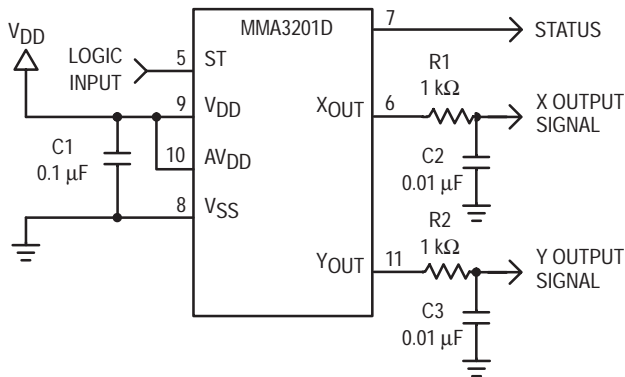 VDD
LOGIC
INPUT
5
ST
MMA3201D
7
STATUS
9
VDD
XOUT
6
R1
1 kΩ
X OUTPUT
SIGNAL
C1
0.1 μF
10
AVDD
C2
0.01 μF
8
VSS
YOUT
11
R2
1 kΩ
Y OUTPUT
SIGNAL
C3
0.01 μF